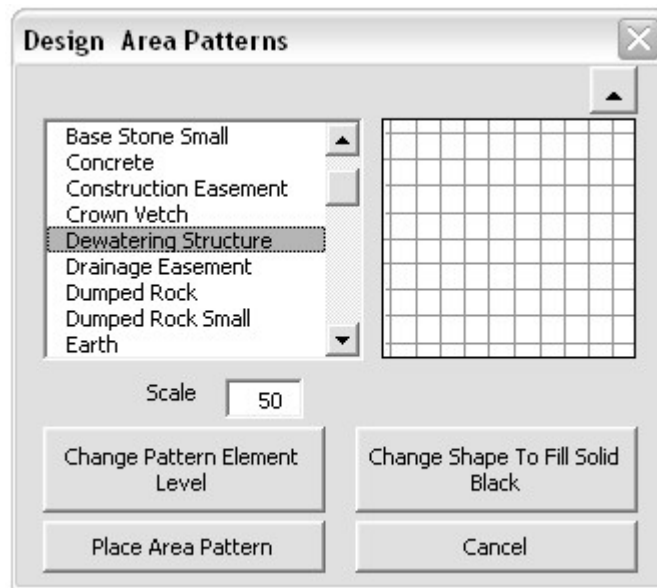 Design Area Patterns
Base Stone Small
Concrete
Construction Easement
Crown Vetch
Dewatering Structure
Drainage Easement
Dumped Rock
Dumped Rock Small
Earth
Scale 50
Change Pattern Element
Level
Change Shape To Fill Solid
Black
Place Area Pattern
Cancel